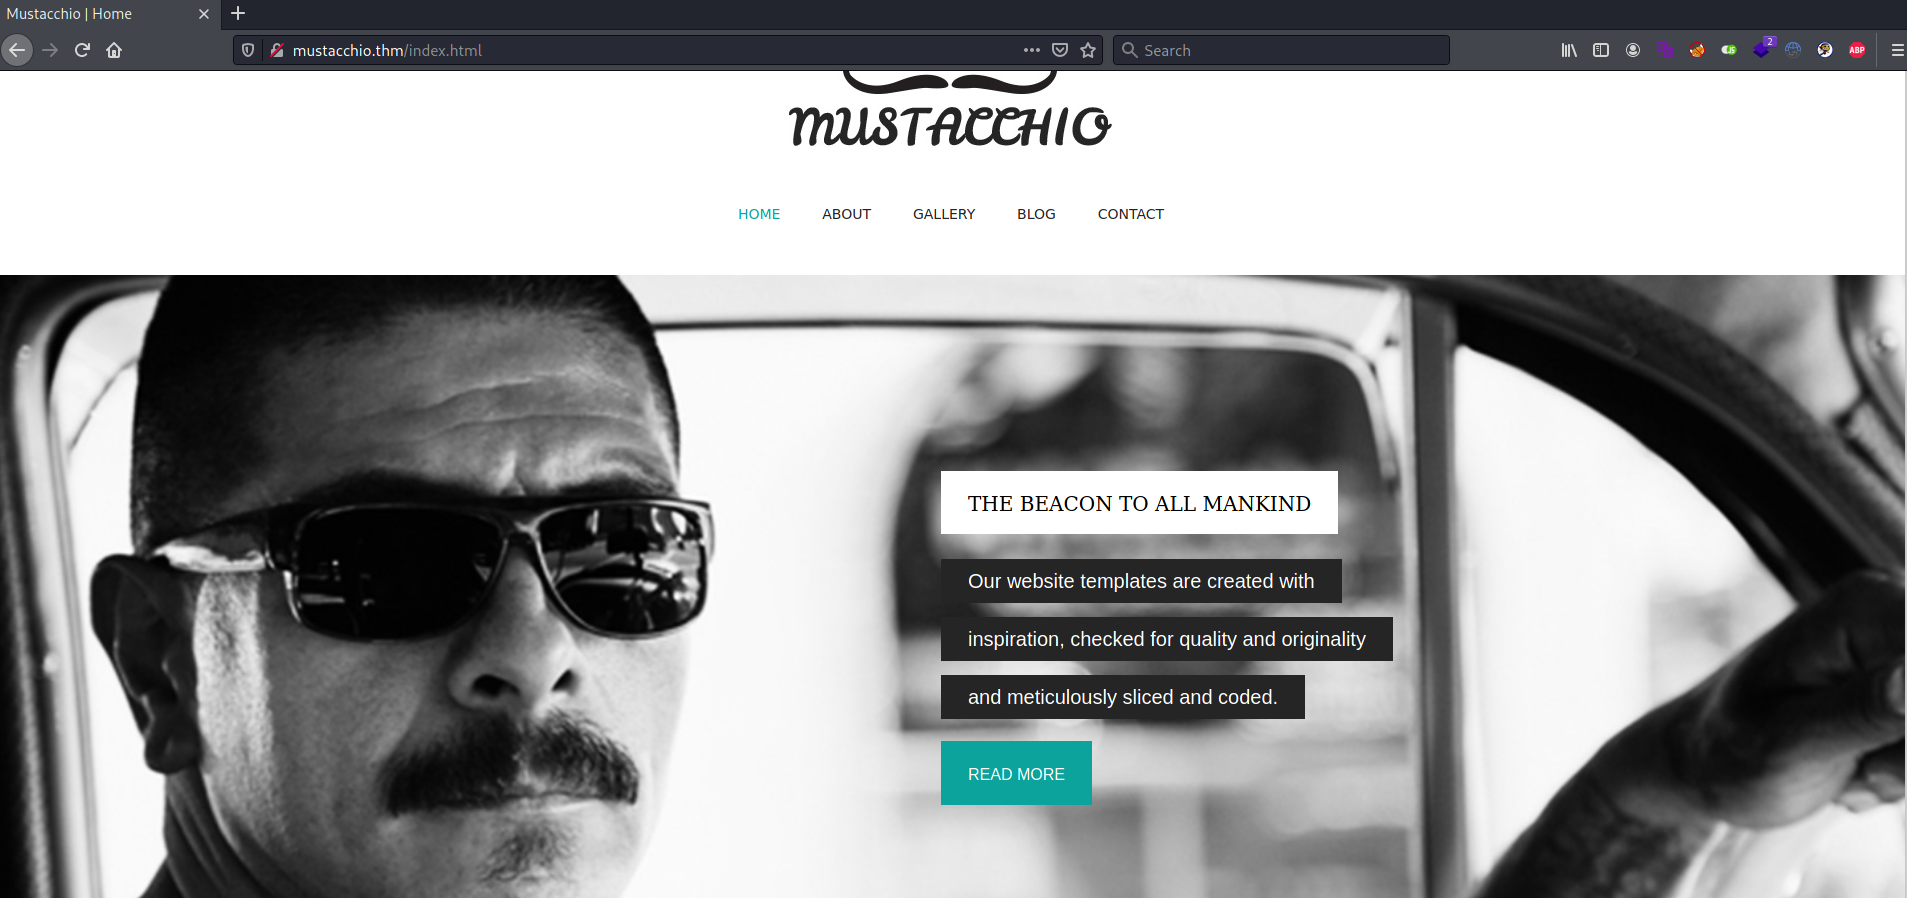 Mustacchio | Home
mustacchio.thm/index.html
Search
2
ABP
MUSTACCHIO
HOME ABOUT GALLERY BLOG CONTACT
THE BEACON TO ALL MANKIND
Our website templates are created with
inspiration, checked for quality and originality
and meticulously sliced and coded.
READ MORE